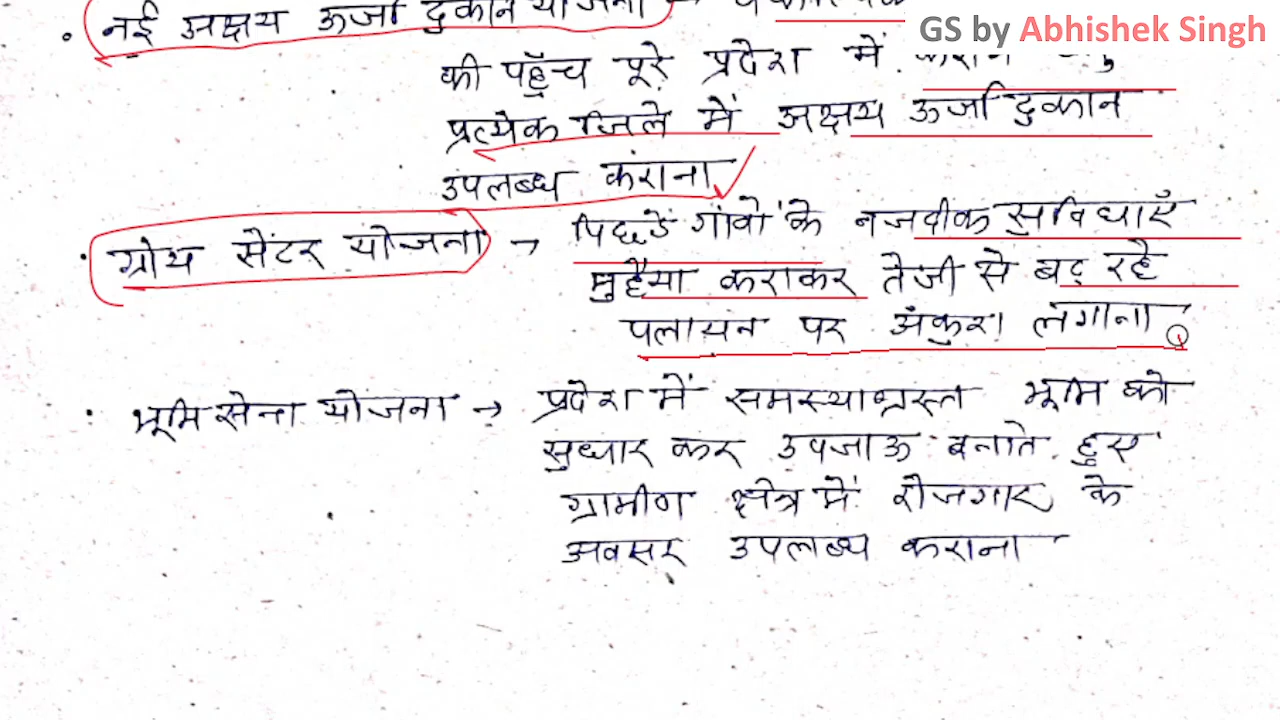 GS by Abhishek Singh
• नई अक्षय ऊर्जा दुकान योजना →
की पहुँच पूरे प्रदेश में
प्रत्येक जिले में अक्षय ऊर्जा दुकान
उपलब्ध कराना
• ग्रोथ सेंटर योजना → पिछडें गांवों के नजदीक सुविधाएँ
मुहैया कराकर तेजी से बढ़ रहे
पलायन पर अंकुश लगाना
• भूमि सेना योजना → प्रदेश में समस्याग्रस्त भूमि को
सुधार कर उपजाऊ बनाते हुए
ग्रामीण क्षेत्र में रोजगार के
अवसर उपलब्ध कराना